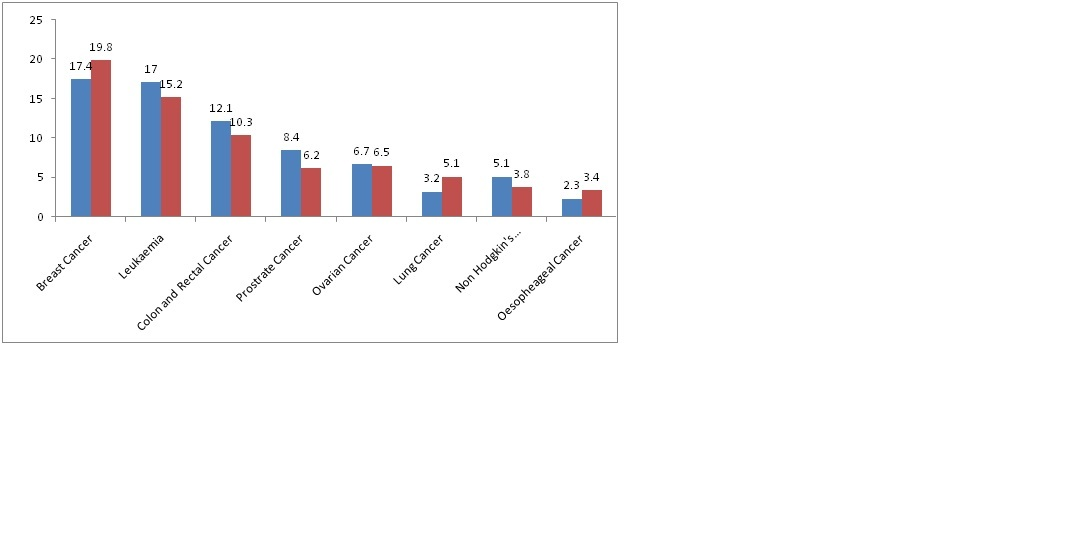 25
20
15
10
5
0
17.4
19.8
17
15.2
12.1
10.3
8.4
6.2
6.7
6.5
3.2
5.1
5.1
3.8
2.3
3.4
Breast Cancer
Leukaemia
Colon and Rectal Cancer
Prostrate Cancer
Ovarian Cancer
Lung Cancer
Non Hodgkin's...
Oesopheageal Cancer